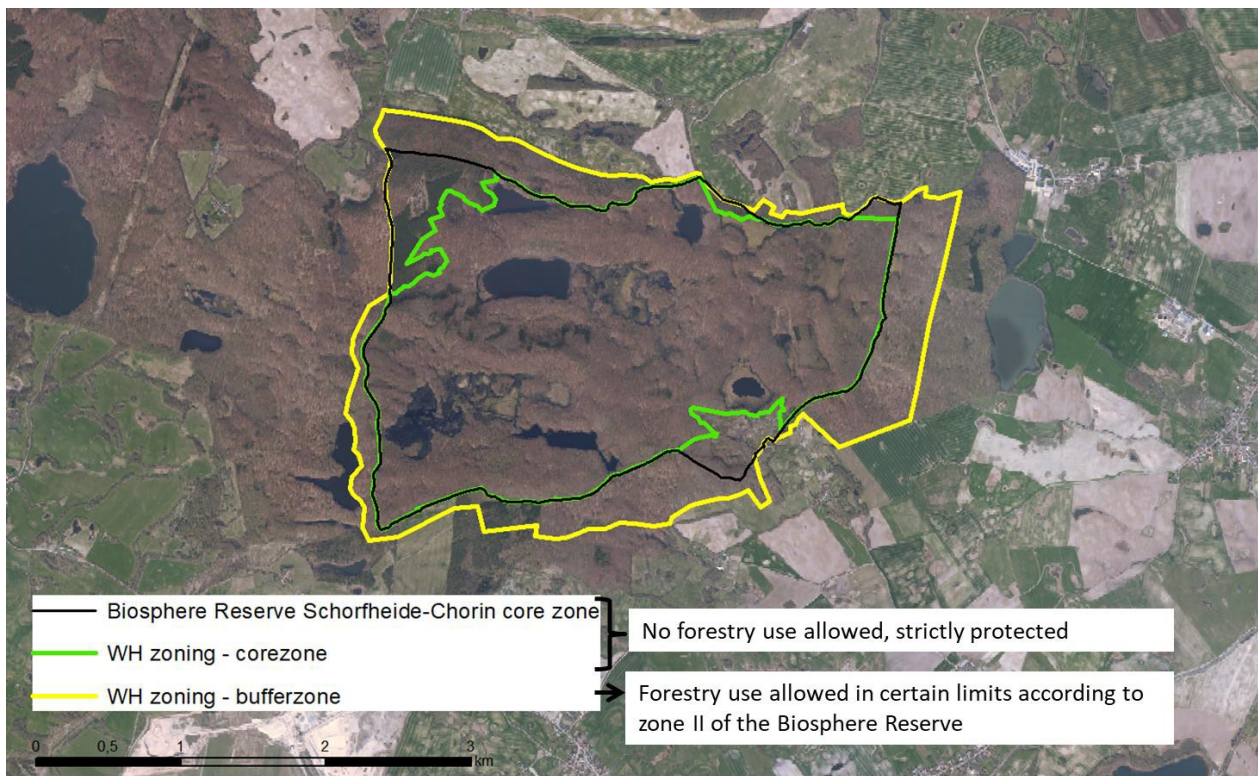 Biosphere Reserve Schorfheide-Chorin core zone
WH zoning - corezone
WH zoning - bufferzone
No forestry use allowed, strictly protected
Forestry use allowed in certain limits according to
zone II of the Biosphere Reserve
0 0,5 1 2 3
km